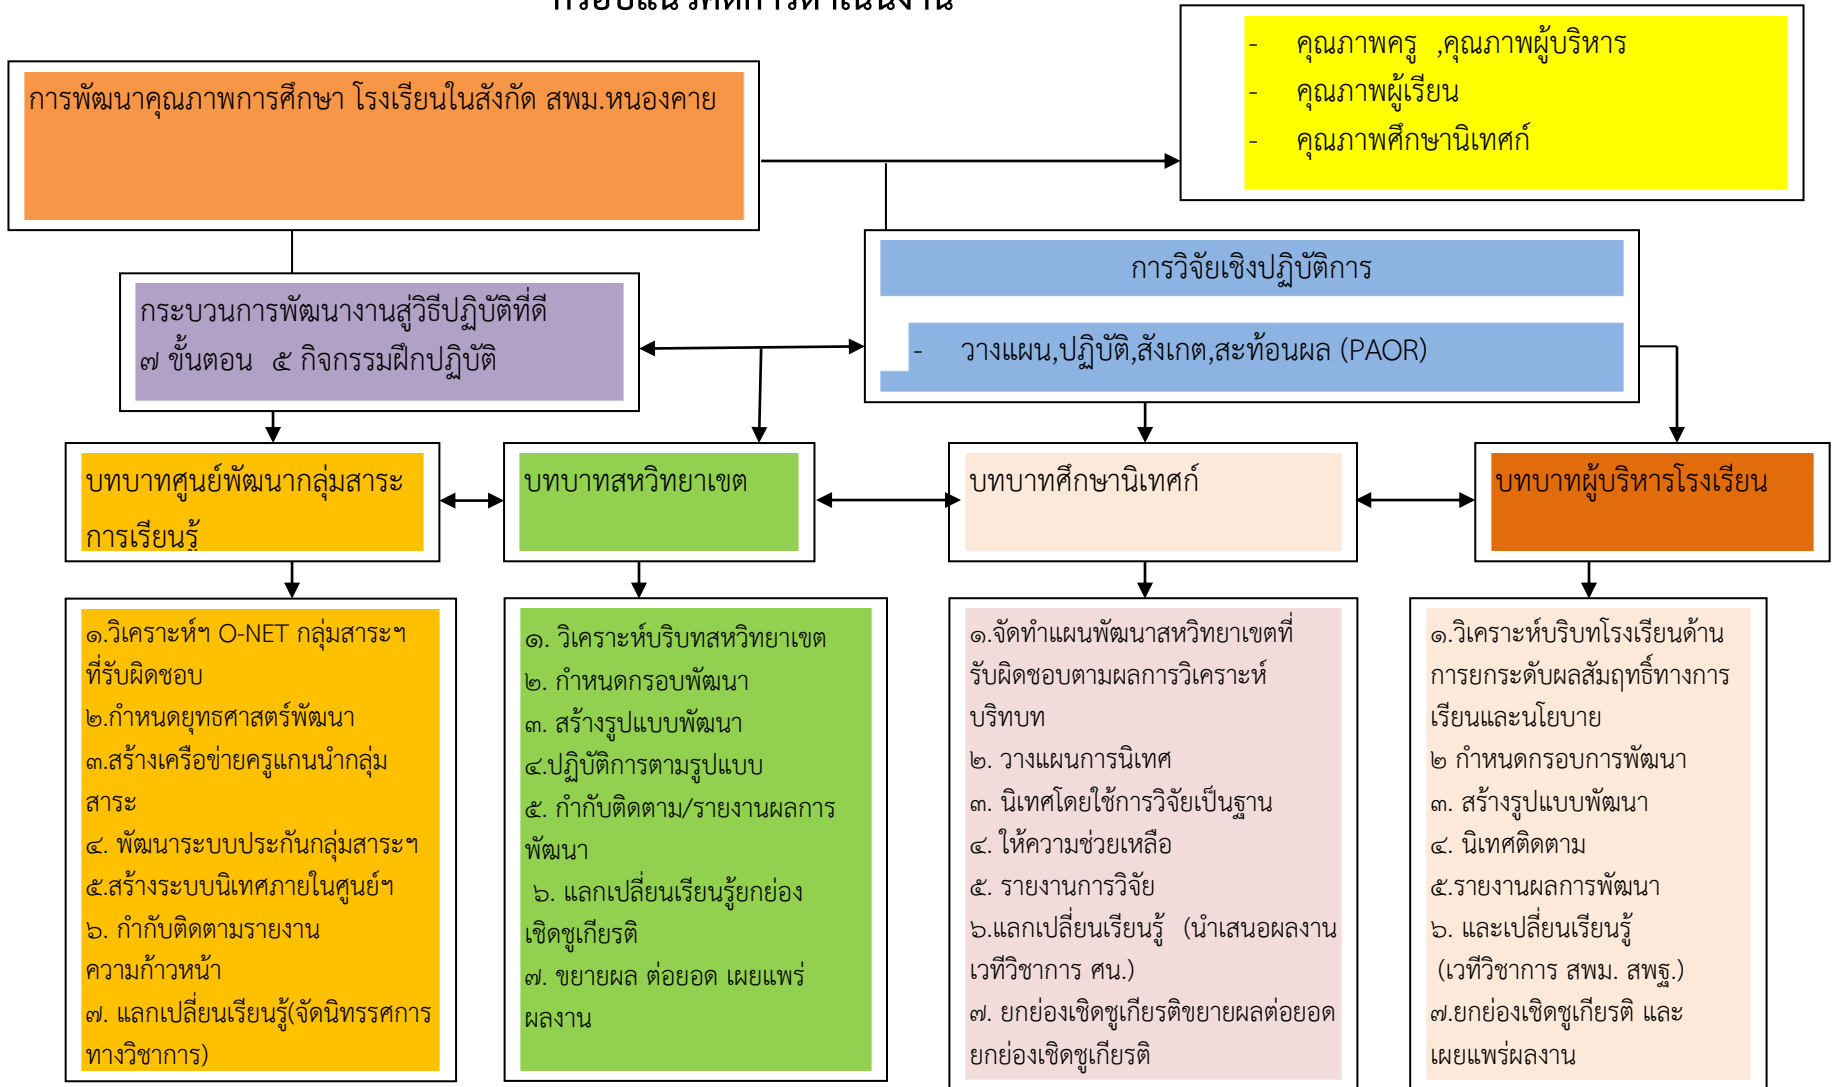 กรอบแนวคิดการดำเนินงาน
- คุณภาพครู ,คุณภาพผู้บริหาร
- คุณภาพผู้เรียน
- คุณภาพศึกษานิเทศก์
การพัฒนาคุณภาพการศึกษา โรงเรียนในสังกัด สพม.หนองคาย
การวิจัยเชิงปฏิบัติการ
- วางแผน,ปฏิบัติ,สังเกต,สะท้อนผล (PAOR)
กระบวนการพัฒนางานสู่วิธีปฏิบัติที่ดี
๗ ขั้นตอน ๕ กิจกรรมฝึกปฏิบัติ
บทบาทศูนย์พัฒนากลุ่มสาระ
การเรียนรู้
บทบาทสหวิทยาเขต
บทบาทศึกษานิเทศก์
บทบาทผู้บริหารโรงเรียน
๑.วิเคราะห์ฯ O-NET กลุ่มสาระฯ
ที่รับผิดชอบ
๒.กำหนดยุทธศาสตร์พัฒนา
๓.สร้างเครือข่ายครูแกนนำกลุ่ม
สาระ
๔. พัฒนาระบบประกันกลุ่มสาระฯ
๕.สร้างระบบนิเทศภายในศูนย์ฯ
๖. กำกับติดตามรายงาน
ความก้าวหน้า
๗. แลกเปลี่ยนเรียนรู้(จัดนิทรรศการ
ทางวิชาการ)
๑. วิเคราะห์บริบทสหวิทยาเขต
๒. กำหนดกรอบพัฒนา
๓. สร้างรูปแบบพัฒนา
๔.ปฏิบัติการตามรูปแบบ
๕. กำกับติดตาม/รายงานผลการ
พัฒนา
๖. แลกเปลี่ยนเรียนรู้ยกย่อง
เชิดชูเกียรติ
๗. ขยายผล ต่อยอด เผยแพร่
ผลงาน
๑.จัดทำแผนพัฒนาสหวิทยาเขตที่
รับผิดชอบตามผลการวิเคราะห์
บริทบท
๒. วางแผนการนิเทศ
๓. นิเทศโดยใช้การวิจัยเป็นฐาน
๔. ให้ความช่วยเหลือ
๕. รายงานการวิจัย
๖.แลกเปลี่ยนเรียนรู้ (นำเสนอผลงาน
เวทีวิชาการ ศน.)
๗. ยกย่องเชิดชูเกียรติขยายผลต่อยอด
ยกย่องเชิดชูเกียรติ
๑.วิเคราะห์บริบทโรงเรียนด้าน
การยกระดับผลสัมฤทธิ์ทางการ
เรียนและนโยบาย
๒ กำหนดกรอบการพัฒนา
๓. สร้างรูปแบบพัฒนา
๔. นิเทศติดตาม
๕.รายงานผลการพัฒนา
๖. และเปลี่ยนเรียนรู้
(เวทีวิชาการ สพม. สพฐ.)
๗.ยกย่องเชิดชูเกียรติ และ
เผยแพร่ผลงาน